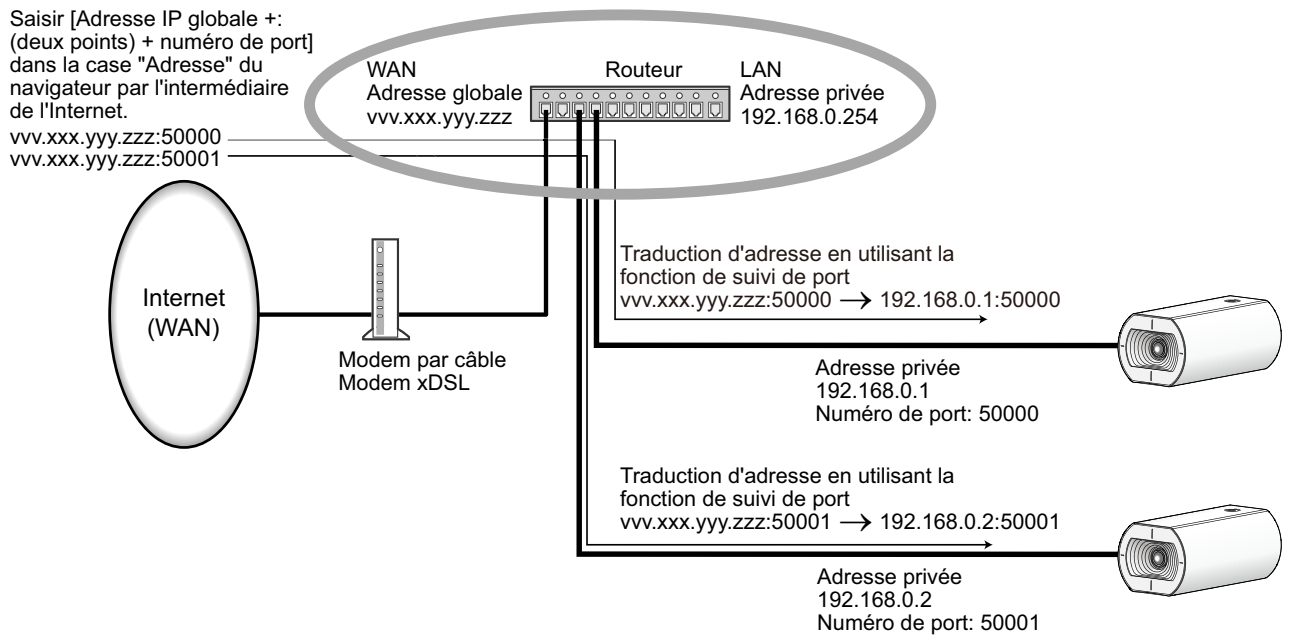 Saisir [Adresse IP globale +:
(deux points) + numéro de port]
dans la case "Adresse" du
navigateur par l'intermédiaire
de l'Internet.
vvv.xxx.yyy.zzz:50000
vvv.xxx.yyy.zzz:50001
WAN
Adresse globale
vvv.xxx.yyy.zzz
Routeur
LAN
Adresse privée
192.168.0.254
Internet
(WAN)
Modem par câble
Modem xDSL
Traduction d'adresse en utilisant la
fonction de suivi de port
vvv.xxx.yyy.zzz:50000 → 192.168.0.1:50000
Adresse privée
192.168.0.1
Numéro de port: 50000
Traduction d'adresse en utilisant la
fonction de suivi de port
vvv.xxx.yyy.zzz:50001 → 192.168.0.2:50001
Adresse privée
192.168.0.2
Numéro de port: 50001